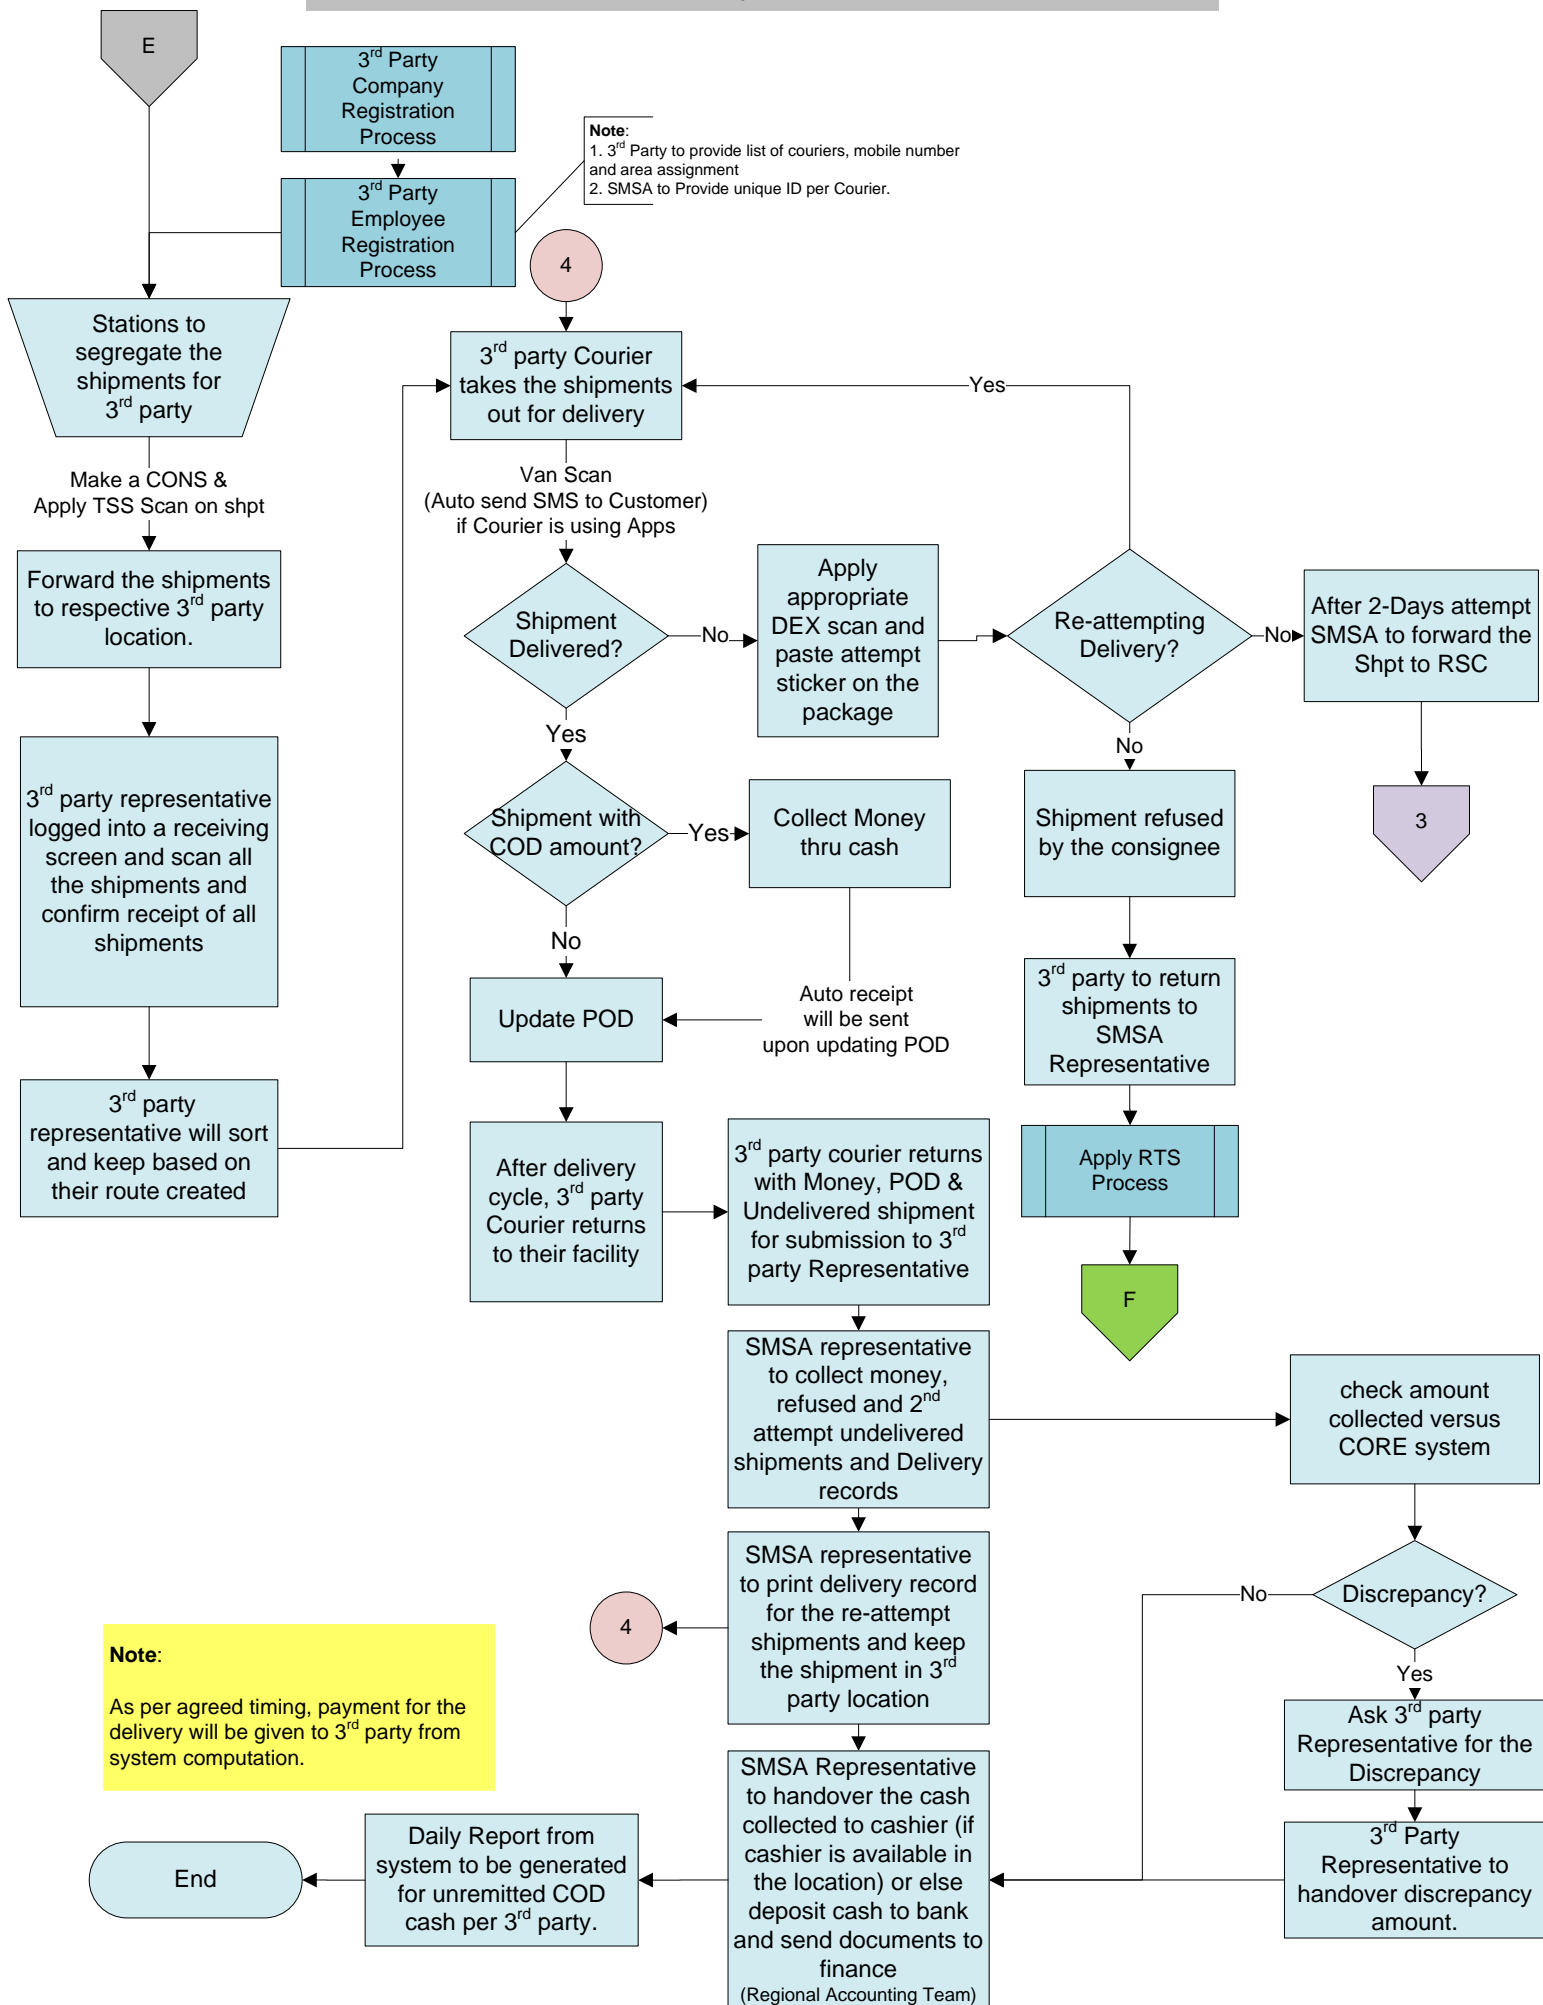 E
3rd Party
Company
Registration
Process
Note:
1. 3rd Party to provide list of couriers, mobile number
and area assignment
2. SMSA to Provide unique ID per Courier.
3rd Party
Employee
Registration
Process
4
Stations to
segregate the
shipments for
3rd party
3rd party Courier
takes the shipments
out for delivery
Yes
Make a CONS &
Apply TSS Scan on shpt
Van Scan
(Auto send SMS to Customer)
if Courier is using Apps
Forward the shipments
to respective 3rd party
location.
Shipment
Delivered?
No
Apply
appropriate
DEX scan and
paste attempt
sticker on the
package
Re-attempting
Delivery?
No
After 2-Days attempt
SMSA to forward the
Shpt to RSC
Yes
No
3rd party representative
logged into a receiving
screen and scan all
the shipments and
confirm receipt of all
shipments
Shipment with
COD amount?
Yes
Collect Money
thru cash
Shipment refused
by the consignee
3
No
Update POD
Auto receipt
will be sent
upon updating POD
3rd party to return
shipments to
SMSA
Representative
3rd party
representative will sort
and keep based on
their route created
After delivery
cycle, 3rd party
Courier returns
to their facility
3rd party courier returns
with Money, POD &
Undelivered shipment
for submission to 3rd
party Representative
Apply RTS
Process
F
SMSA representative
to collect money,
refused and 2nd
attempt undelivered
shipments and Delivery
records
check amount
collected versus
CORE system
SMSA representative
to print delivery record
for the re-attempt
shipments and keep
the shipment in 3rd
party location
4
No
Discrepancy?
Yes
Note:
As per agreed timing, payment for the
delivery will be given to 3rd party from
system computation.
Ask 3rd party
Representative for the
Discrepancy
SMSA Representative
to handover the cash
collected to cashier (if
cashier is available in
the location) or else
deposit cash to bank
and send documents to
finance
(Regional Accounting Team)
3rd Party
Representative to
handover discrepancy
amount.
Daily Report from
system to be generated
for unremitted COD
cash per 3rd party.
End